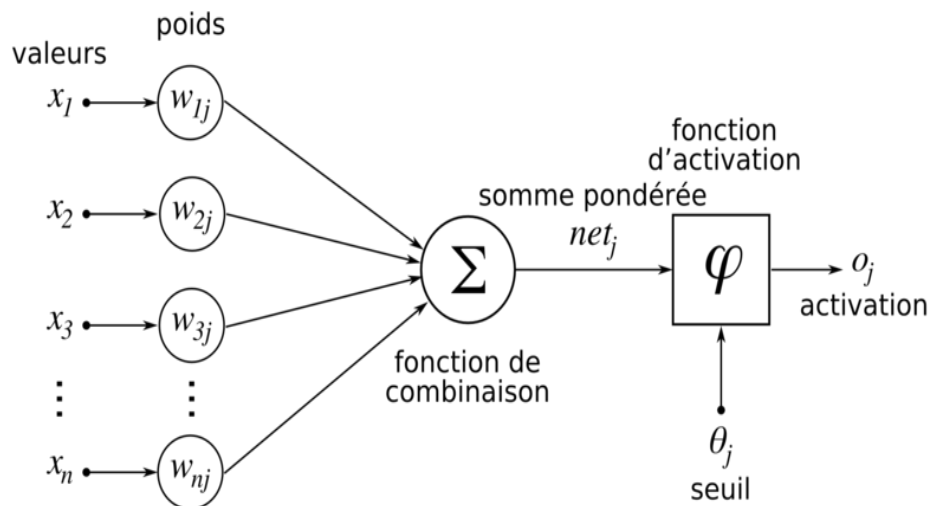 poids
valeurs
x₁
w₁ⱼ
x₂
w₂ⱼ
x₃
w₃ⱼ
⋮ ⋮
xₙ
wₙⱼ
Σ
fonction de
combinaison
somme pondérée
netⱼ
fonction
d’activation
φ
oⱼ
activation
θⱼ
seuil